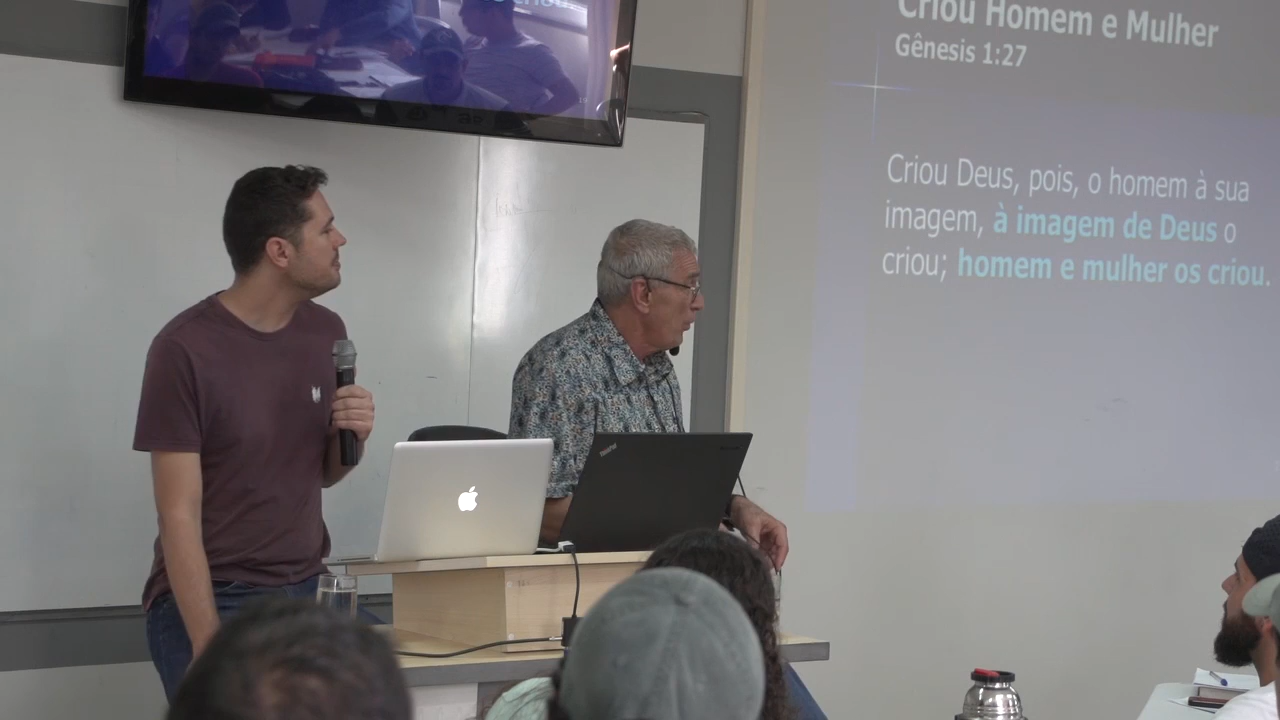 Criou Homem e Mulher
Gênesis 1:27
Criou Deus, pois, o homem à sua
imagem, à imagem de Deus o
criou; homem e mulher os criou.
ThinkPad